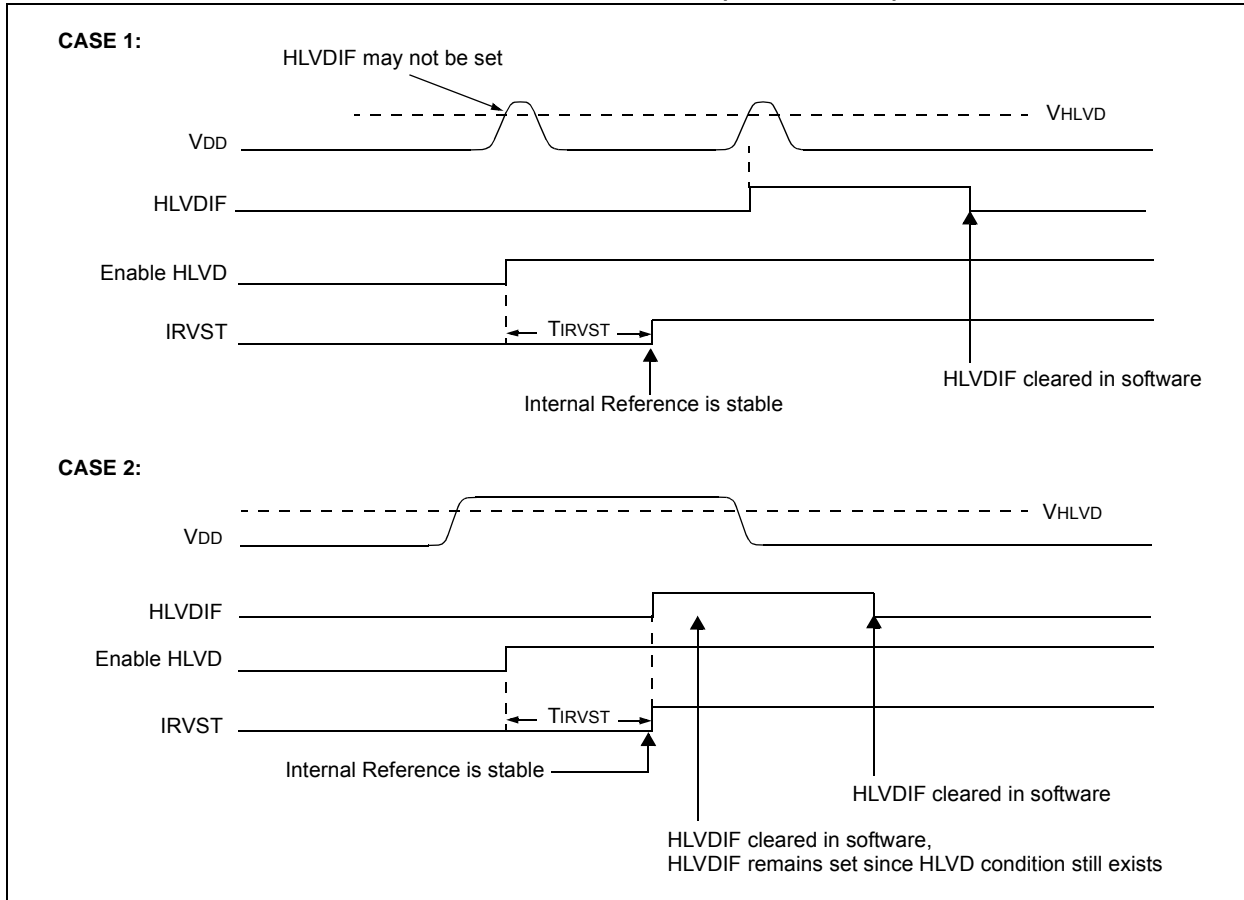 CASE 1:
HLVDIF may not be set
VHLVD
VDD
HLVDIF
Enable HLVD
IRVST
TIRVST
HLVDIF cleared in software
Internal Reference is stable
CASE 2:
VHLVD
VDD
HLVDIF
Enable HLVD
IRVST
TIRVST
Internal Reference is stable
HLVDIF cleared in software
HLVDIF cleared in software,
HLVDIF remains set since HLVD condition still exists